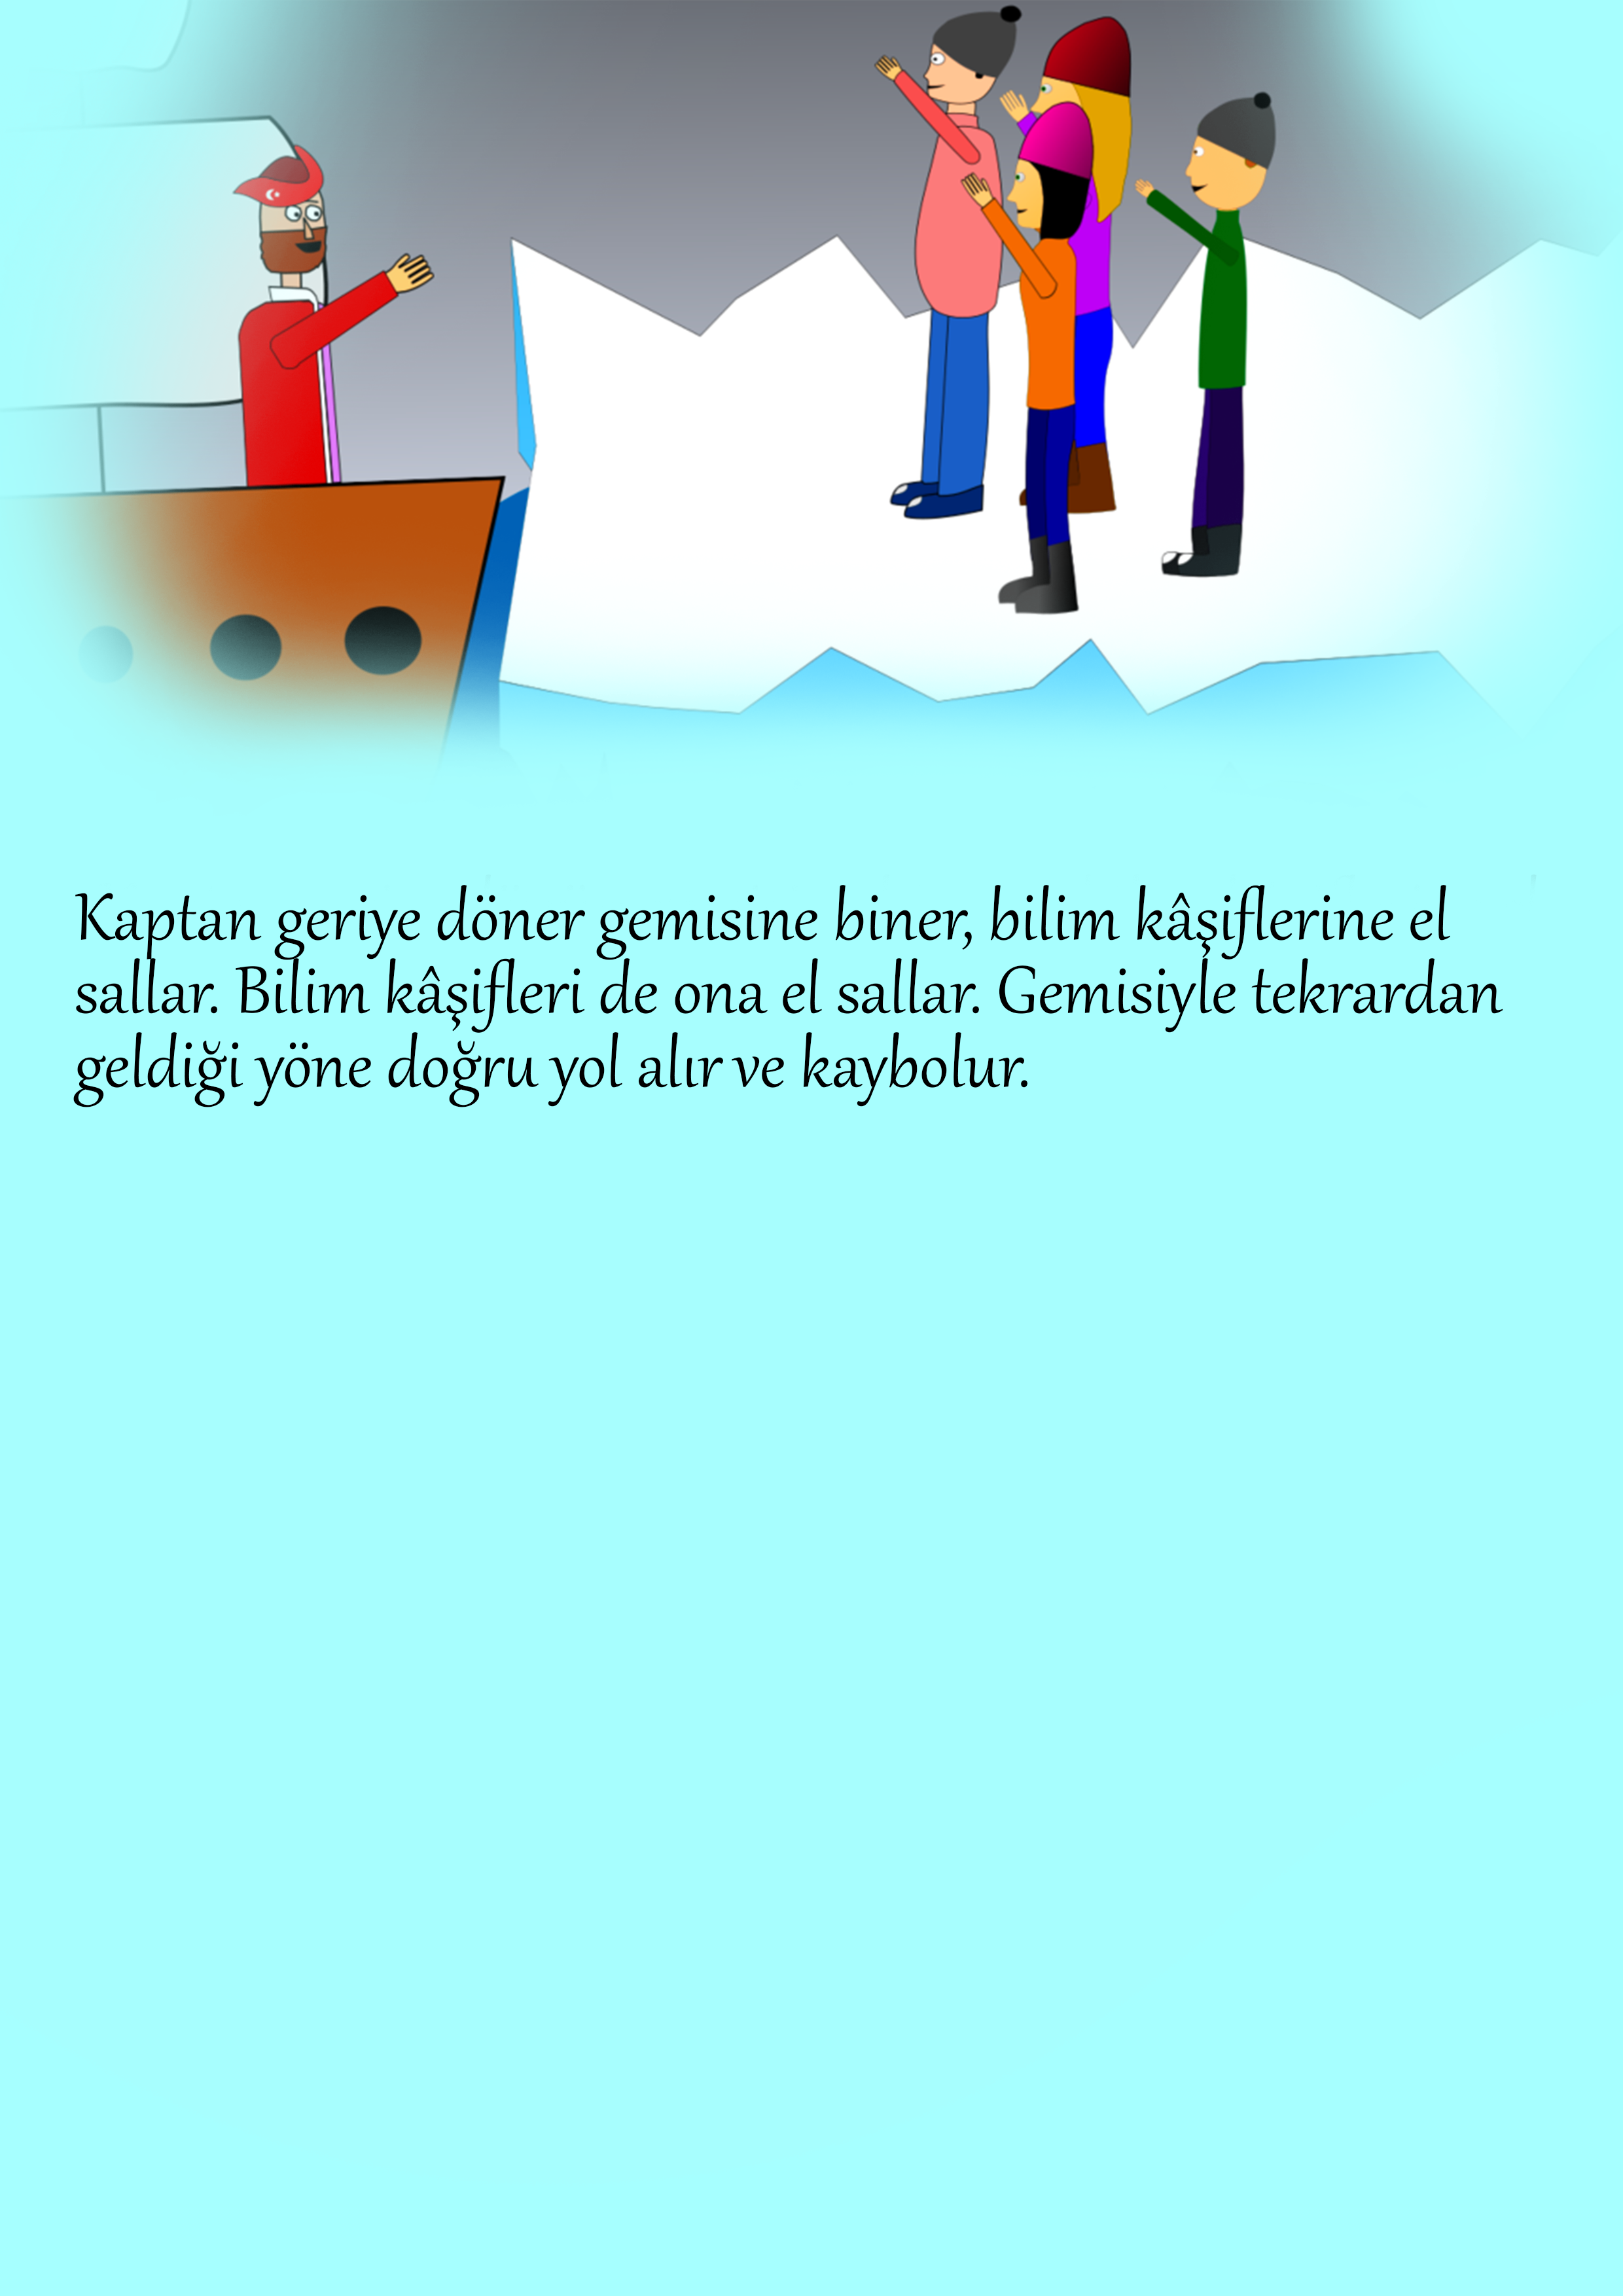 Kaptan geriye döner gemisine biner, bilim kâşiflerine el
sallar. Bilim kâşifleri de ona el sallar. Gemisiyle tekrardan
geldiği yöne doğru yol alır ve kaybolur.